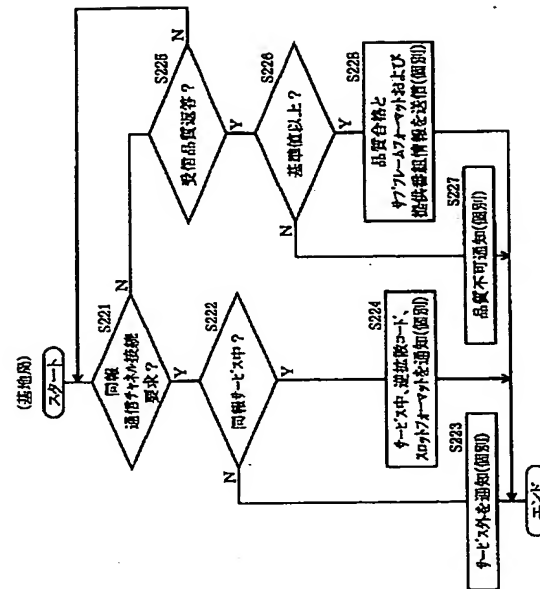 (基地局)
スタート
S221
同報
通信チャネル接続
要求?
N
Y
S222
同報サービス中?
N
Y
S224
サービス中、逆拡散コード、
スロットフォーマットを通知(個別)
S223
サービス外を通知(個別)
エンド
S225
受信品質返答?
N
Y
S226
基準値以上?
N
Y
S228
品質合格と
サブフレームフォーマットおよび
提供番組情報を送信(個別)
S227
品質不可通知(個別)